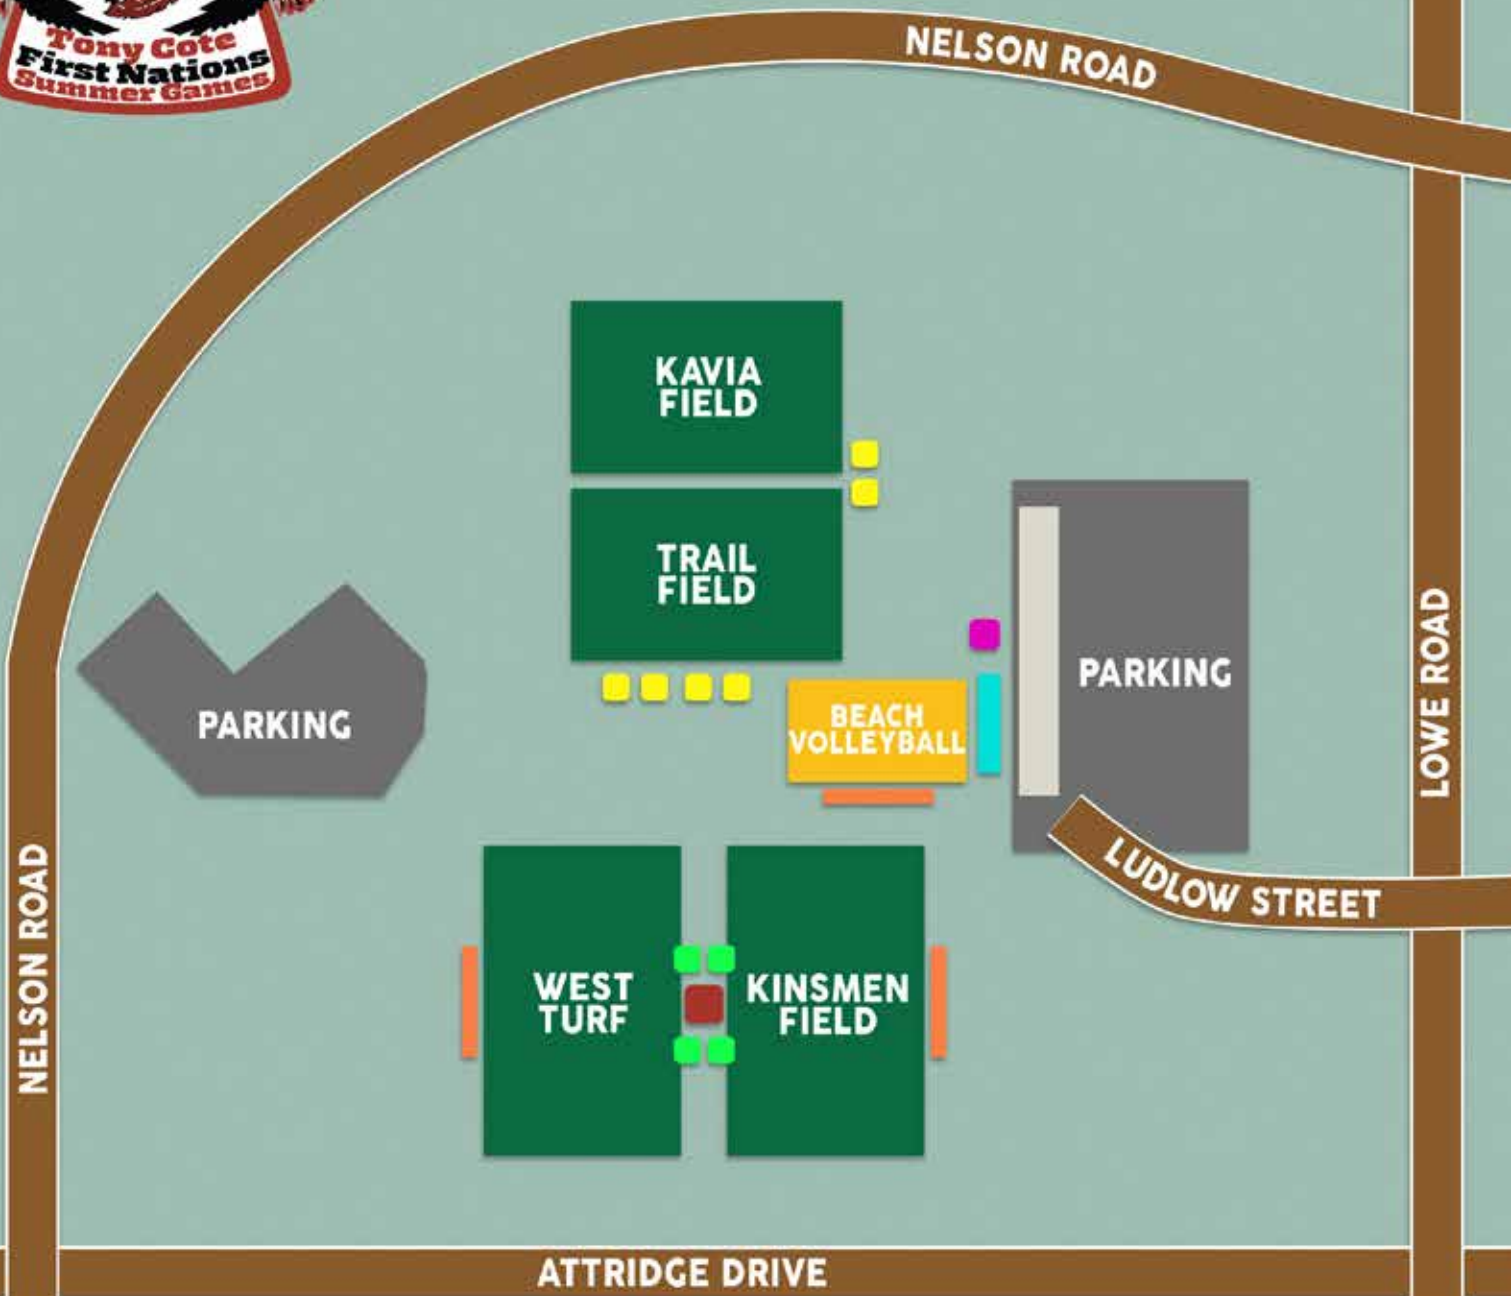 Tony Cote
First Nations
Summer Games
NELSON ROAD
KAVIA
FIELD
TRAIL
FIELD
PARKING
PARKING
BEACH
VOLLEYBALL
LOWE ROAD
LUDLOW STREET
NELSON ROAD
WEST
TURF
KINSMEN
FIELD
ATTRIDGE DRIVE